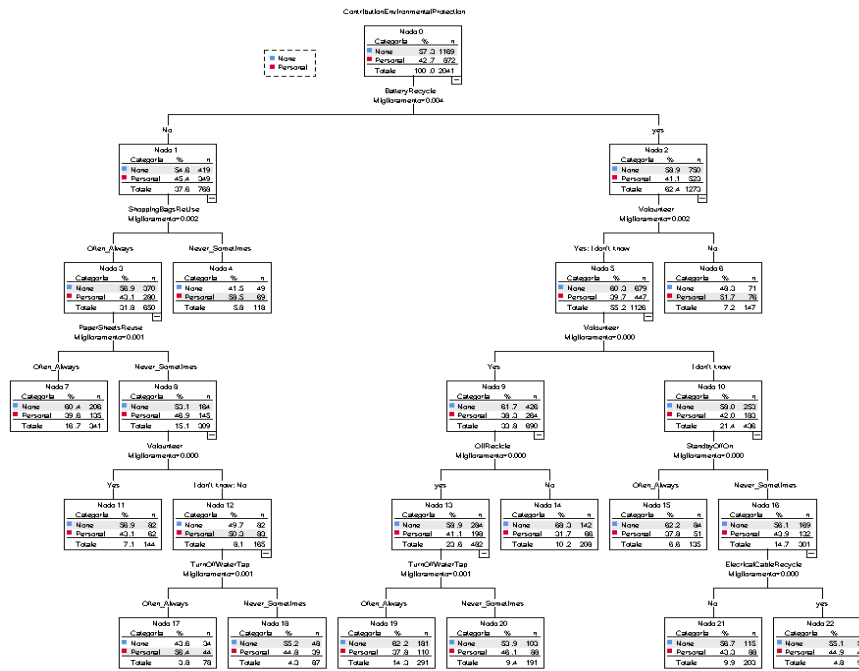 ContributionEnvironmentalProtection
Nodo 0
Categoria % n
None 57.3 1169
Personal 42.7 872
Totale 100.0 2041
None
Personal
BatteryRecycle
Miglioramento=0.004
No
Nodo 1
Categoria % n
None 54.6 419
Personal 45.4 349
Totale 37.6 768
yes
Nodo 2
Categoria % n
None 58.9 750
Personal 41.1 523
Totale 62.4 1273
ShoppingBagsReUse
Miglioramento=0.002
Volounteer
Miglioramento=0.002
Often_Always
Nodo 3
Categoria % n
None 56.9 370
Personal 43.1 280
Totale 31.8 650
Never_Sometimes
Nodo 4
Categoria % n
None 41.5 49
Personal 58.5 69
Totale 5.8 118
Yes; I don't know
Nodo 5
Categoria % n
None 60.3 679
Personal 39.7 447
Totale 55.2 1126
No
Nodo 6
Categoria % n
None 48.3 71
Personal 51.7 76
Totale 7.2 147
PaperSheetsReuse
Miglioramento=0.001
Volounteer
Miglioramento=0.000
Often_Always
Nodo 7
Categoria % n
None 60.4 206
Personal 39.6 135
Totale 16.7 341
Never_Sometimes
Nodo 8
Categoria % n
None 53.1 164
Personal 46.9 145
Totale 15.1 309
Yes
Nodo 9
Categoria % n
None 61.7 426
Personal 38.3 264
Totale 33.8 690
I don't know
Nodo 10
Categoria % n
None 58.0 253
Personal 42.0 183
Totale 21.4 436
Volounteer
Miglioramento=0.000
OilRecicle
Miglioramento=0.000
StandbyOffOn
Miglioramento=0.000
Yes
Nodo 11
Categoria % n
None 56.9 82
Personal 43.1 62
Totale 7.1 144
I don't know; No
Nodo 12
Categoria % n
None 49.7 82
Personal 50.3 83
Totale 8.1 165
yes
Nodo 13
Categoria % n
None 58.9 284
Personal 41.1 198
Totale 23.6 482
No
Nodo 14
Categoria % n
None 68.3 142
Personal 31.7 66
Totale 10.2 208
Often_Always
Nodo 15
Categoria % n
None 62.2 84
Personal 37.8 51
Totale 6.6 135
Never_Sometimes
Nodo 16
Categoria % n
None 56.1 169
Personal 43.9 132
Totale 14.7 301
TurnOffWaterTap
Miglioramento=0.001
TurnOffWaterTap
Miglioramento=0.001
ElectricalCableRecycle
Miglioramento=0.000
Often_Always
Nodo 17
Categoria % n
None 43.6 34
Personal 56.4 44
Totale 3.8 78
Never_Sometimes
Nodo 18
Categoria % n
None 55.2 48
Personal 44.8 39
Totale 4.3 87
Often_Always
Nodo 19
Categoria % n
None 62.2 181
Personal 37.8 110
Totale 14.3 291
Never_Sometimes
Nodo 20
Categoria % n
None 53.9 103
Personal 46.1 88
Totale 9.4 191
No
Nodo 21
Categoria % n
None 56.7 115
Personal 43.3 88
Totale 9.9 203
yes
Nodo 22
Categoria %
None 55.1
Personal 44.9
Totale 4.8